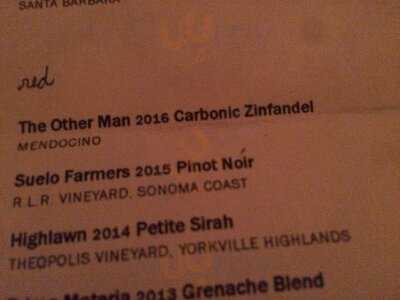 SANTA BARBARA
red
The Other Man 2016 Carbonic Zinfandel
MENDOCINO
Suelo Farmers 2015 Pinot Noir
R.L.R. VINEYARD, SONOMA COAST
Highlawn 2014 Petite Sirah
THEOPOLIS VINEYARD, YORKVILLE HIGHLANDS
2013 Grenache Blend